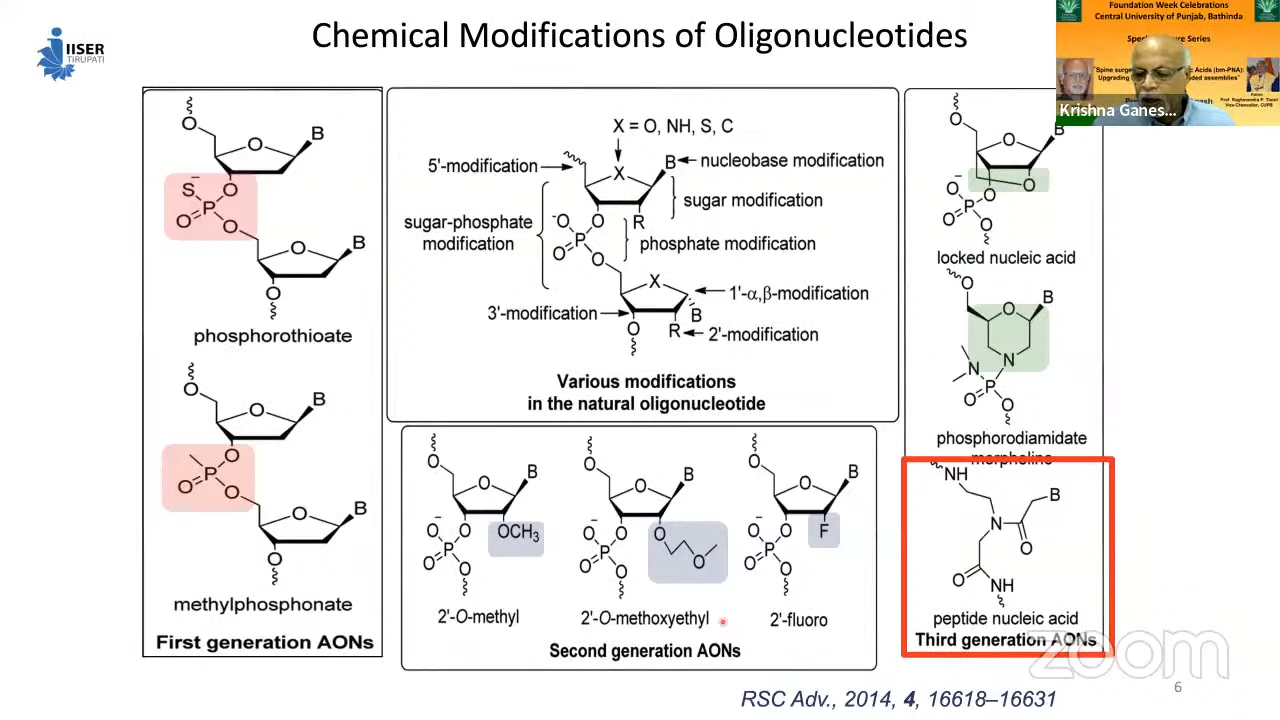 Chemical Modifications of Oligonucleotides
IISER
TIRUPATI
Foundation Week Celebrations
Central University of Punjab, Bathinda
Krishna Ganes...
O
O
B
S
-
O
P
O
O
O
B
O
phosphorothioate
O
O
B
O
P
O
O
O
B
O
methylphosphonate
First generation AONs
X = O, NH, S, C
5'-modification
X
B
nucleobase modification
sugar modification
sugar-phosphate
modification
-O
O
R
P
O
O
phosphate modification
X
1'-α,β-modification
3'-modification
B
O
R
2'-modification
Various modifications
in the natural oligonucleotide
O
O
B
O
-
O
OCH3
P
O
O
2'-O-methyl
O
O
B
O
-
O
O
P
O
O
O
2'-O-methoxyethyl
O
O
B
O
-
O
F
P
O
O
2'-fluoro
Second generation AONs
O
O
B
O
-
O
O
P
O
O
locked nucleic acid
O
O
B
N
N
P
O
O
phosphorodiamidate
morpholino
NH
B
N
O
O
NH
peptide nucleic acid
Third generation AONs
zoom
RSC Adv., 2014, 4, 16618–16631
6